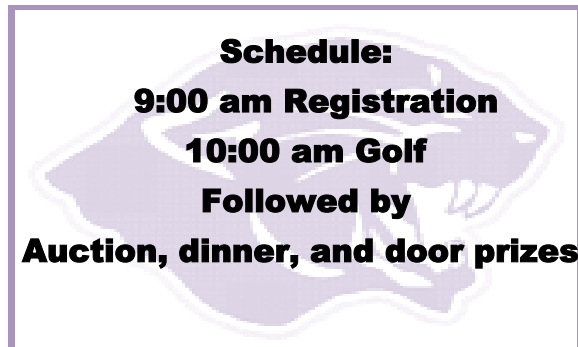 Schedule:
9:00 am Registration
10:00 am Golf
Followed by
Auction, dinner, and door prizes